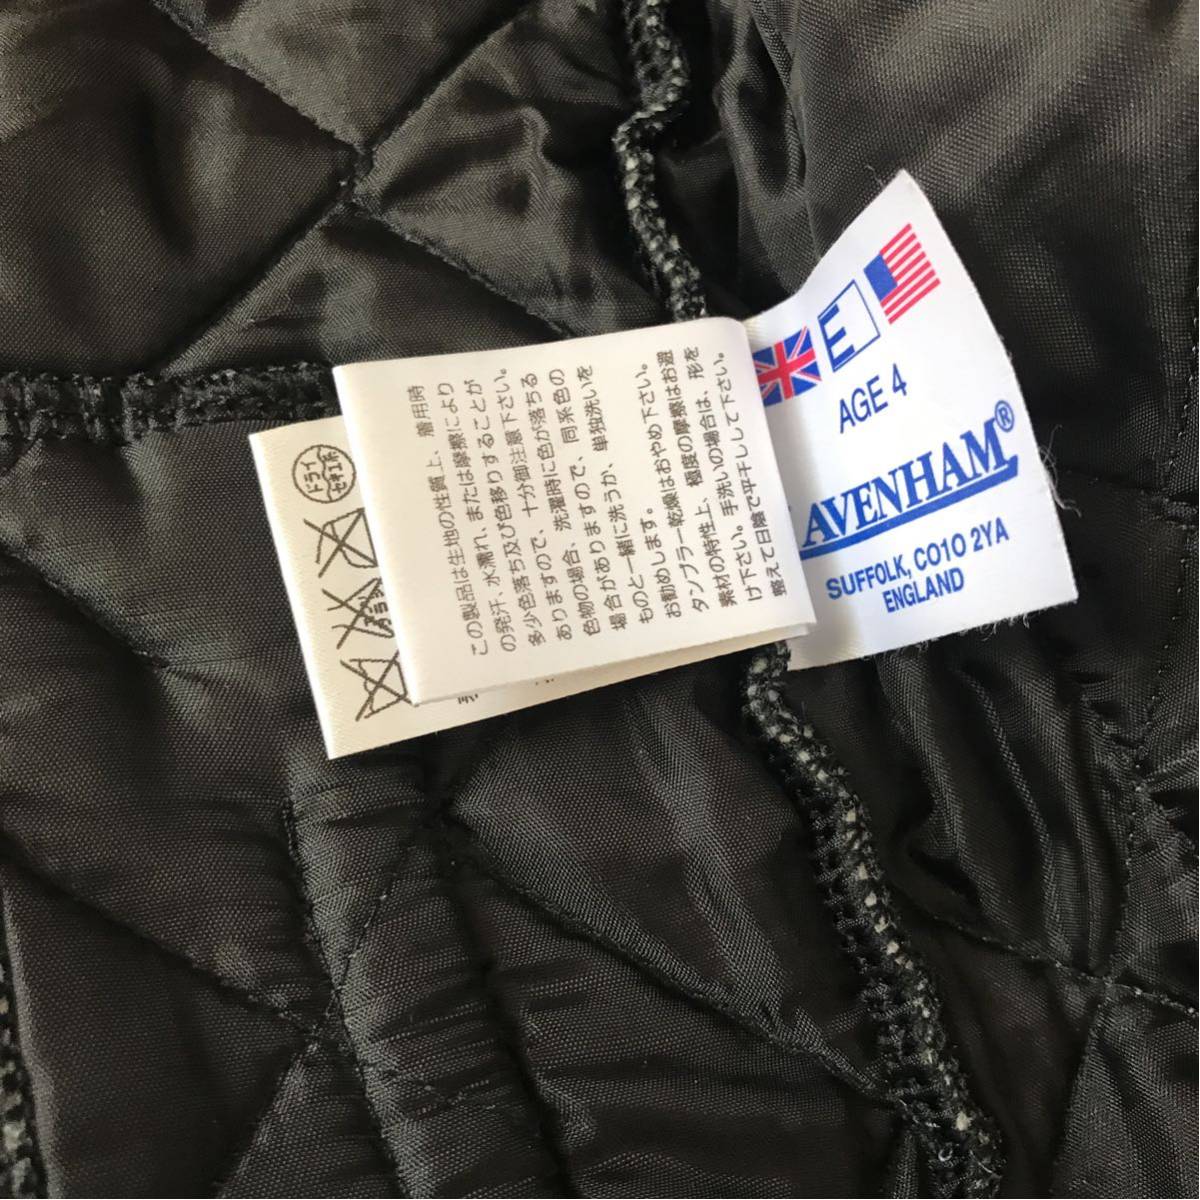 この製品は生地の性質上、着用時
の発汗、水濡れ、または摩擦により
多少色落ち及び色移りすることが
ありますので、十分御注意下さい。
色物の場合、洗濯時に色が落ちる
場合がありますので、同系色の
ものと一緒に洗うか、単独洗いを
お勧めします。
タンブラー乾燥はおやめ下さい。
素材の特性上、極度の摩擦はお避
け下さい。手洗いの場合は、形を
整えて日陰で平干しして下さい。
ドライ
セキユ系
E
AGE 4
AVENHAM®
SUFFOLK, CO10 2YA
ENGLAND